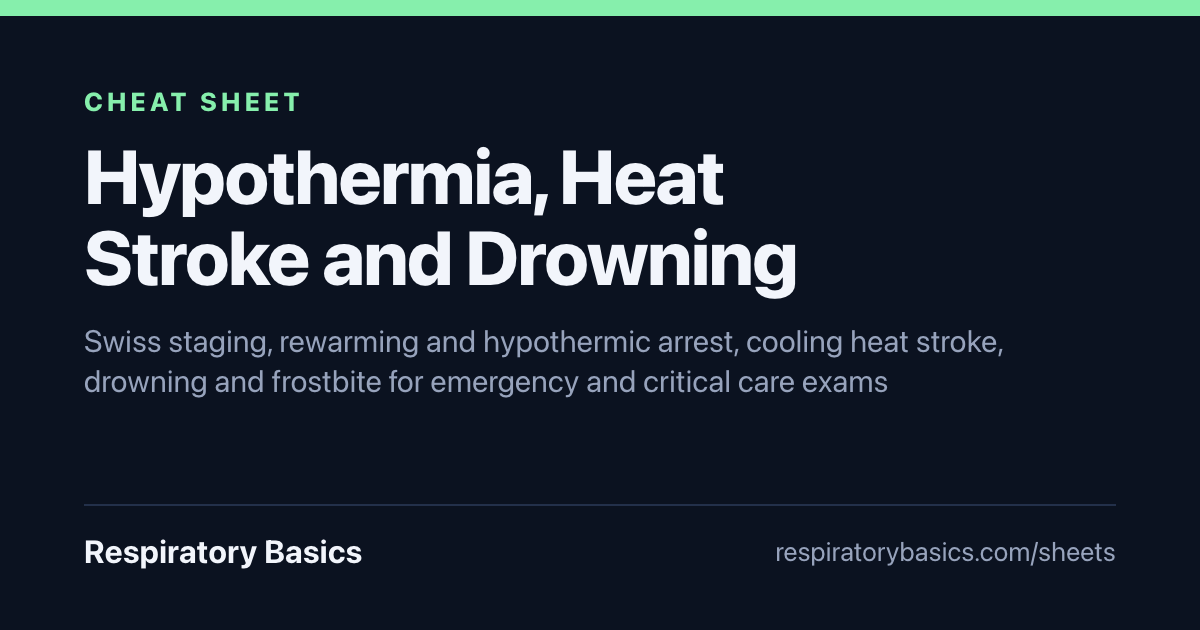 CHEAT SHEET
Hypothermia, Heat
Stroke and Drowning
Swiss staging, rewarming and hypothermic arrest, cooling heat stroke,
drowning and frostbite for emergency and critical care exams
Respiratory Basics
respiratorybasics.com/sheets